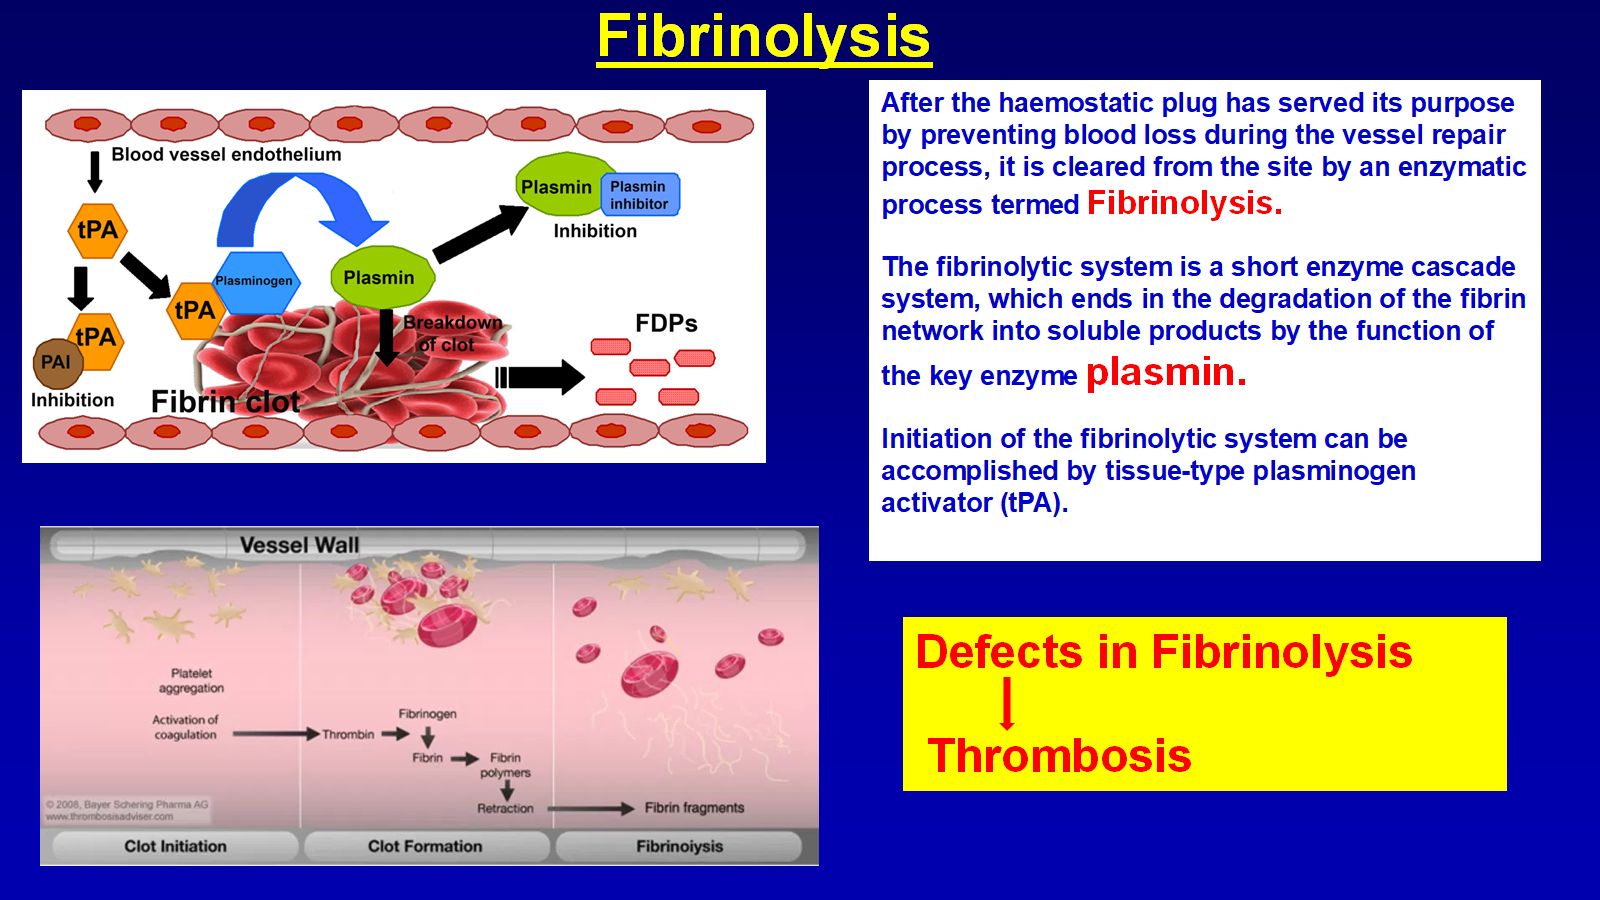 Fibrinolysis
Blood vessel endothelium
tPA
tPA
Plasminogen
tPA
PAI
Inhibition
Plasmin
Plasmin
Plasmin
inhibitor
Inhibition
Breakdown
of clot
Fibrin clot
FDPs
After the haemostatic plug has served its purpose
by preventing blood loss during the vessel repair
process, it is cleared from the site by an enzymatic
process termed Fibrinolysis.
The fibrinolytic system is a short enzyme cascade
system, which ends in the degradation of the fibrin
network into soluble products by the function of
the key enzyme plasmin.
Initiation of the fibrinolytic system can be
accomplished by tissue-type plasminogen
activator (tPA).
Vessel Wall
Platelet
aggregation
Activation of
coagulation
Thrombin
Fibrinogen
Fibrin
Fibrin
polymers
Retraction
Fibrin fragments
© 2008, Bayer Schering Pharma AG
www.thrombosisadviser.com
Clot Initiation
Clot Formation
Fibrinoiysis
Defects in Fibrinolysis
Thrombosis